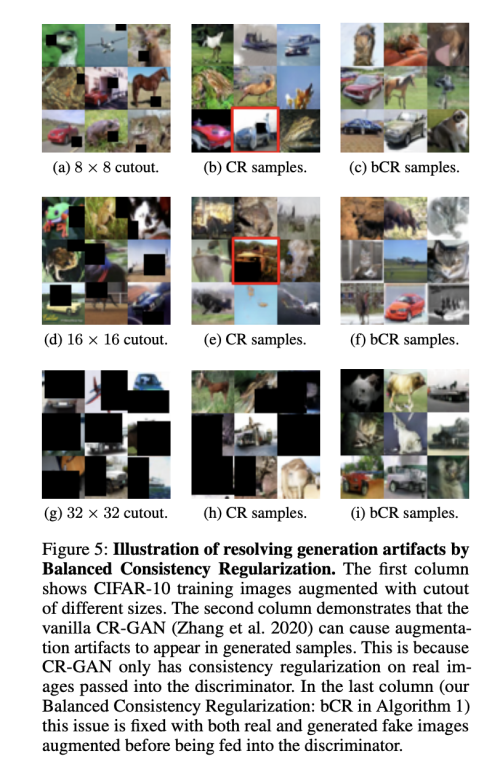 (a) 8 × 8 cutout.
(b) CR samples.
(c) bCR samples.
(d) 16 × 16 cutout.
(e) CR samples.
(f) bCR samples.
(g) 32 × 32 cutout.
(h) CR samples.
(i) bCR samples.
Figure 5: Illustration of resolving generation artifacts by
Balanced Consistency Regularization. The first column
shows CIFAR-10 training images augmented with cutout
of different sizes. The second column demonstrates that the
vanilla CR-GAN (Zhang et al. 2020) can cause augmenta-
tion artifacts to appear in generated samples. This is because
CR-GAN only has consistency regularization on real im-
ages passed into the discriminator. In the last column (our
Balanced Consistency Regularization: bCR in Algorithm 1)
this issue is fixed with both real and generated fake images
augmented before being fed into the discriminator.